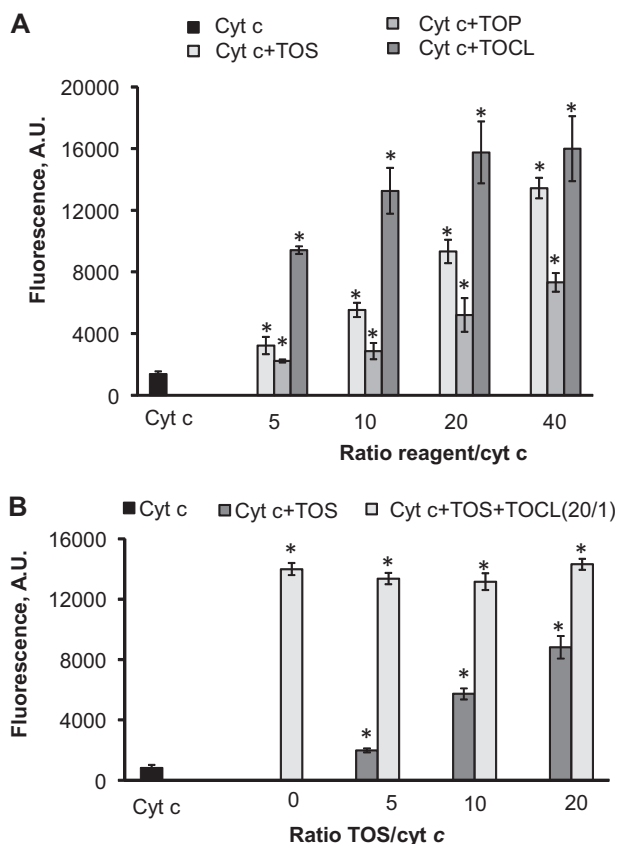 A
Cyt c
Cyt c+TOP
Cyt c+TOS
Cyt c+TOCL
20000
16000
12000
8000
4000
0
Fluorescence, A.U.
* * *
* * *
* * *
* * *
Cyt c
5
10
20
40
Ratio reagent/cyt c
B
Cyt c
Cyt c+TOS
Cyt c+TOS+TOCL(20/1)
16000
12000
8000
4000
0
Fluorescence, A.U.
*
* *
* *
* *
Cyt c
0
5
10
20
Ratio TOS/cyt c